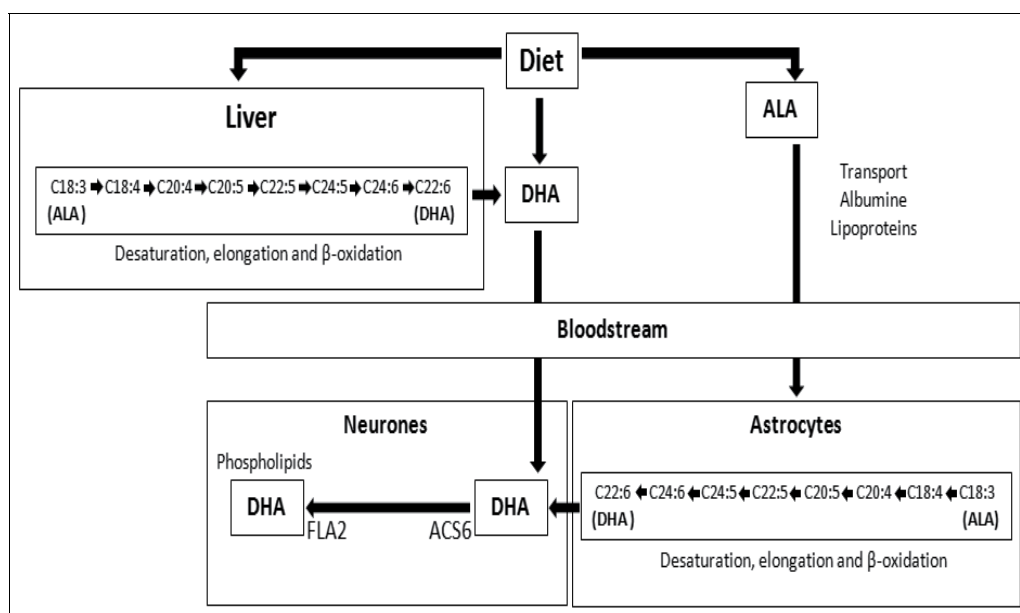 Diet
Liver
ALA
C18:3 C18:4 C20:4 C20:5 C22:5 C24:5 C24:6 C22:6
(ALA) (DHA)
DHA
Desaturation, elongation and β-oxidation
Transport
Albumine
Lipoproteins
Bloodstream
Neurones
Phospholipids
DHA
FLA2
ACS6
DHA
Astrocytes
C22:6 C24:6 C24:5 C22:5 C20:5 C20:4 C18:4 C18:3
(DHA) (ALA)
Desaturation, elongation and β-oxidation